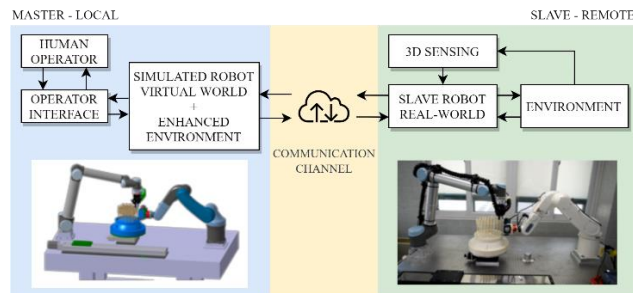 MASTER - LOCAL
SLAVE - REMOTE
HUMAN
OPERATOR
OPERATOR
INTERFACE
SIMULATED ROBOT
VIRTUAL WORLD
+
ENHANCED
ENVIRONMENT
COMMUNICATION
CHANNEL
3D SENSING
SLAVE ROBOT
REAL-WORLD
ENVIRONMENT